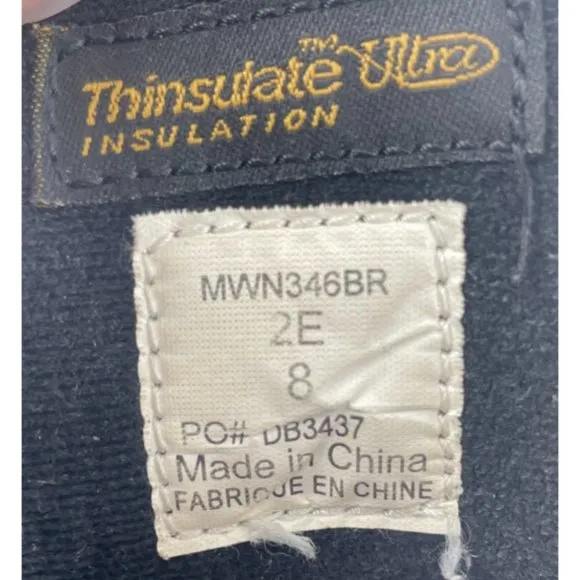 Thinsulate™ Ultra
INSULATION
MWN346BR
2E
8
PO# DB3437
Made in China
FABRIQUE EN CHINE